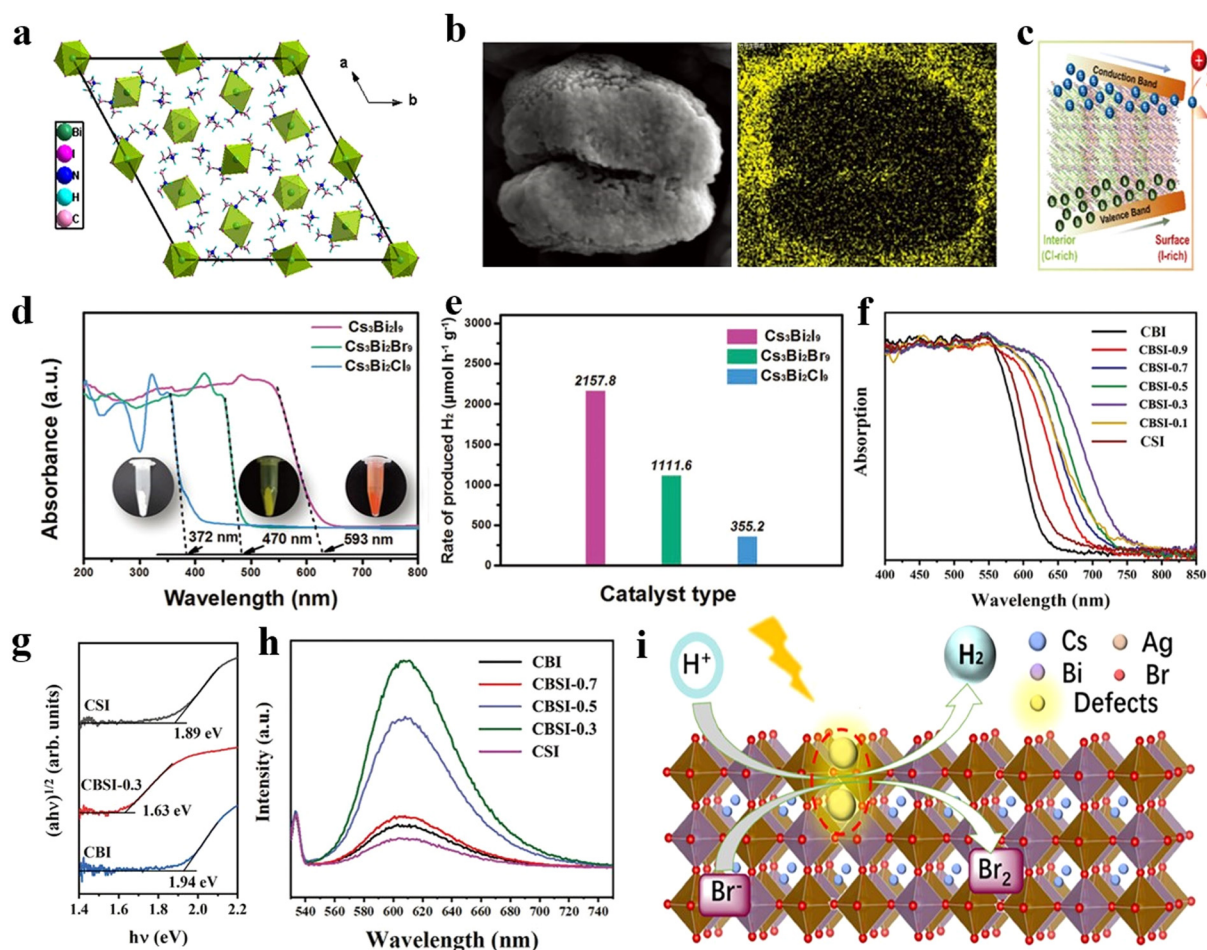 a
a
b
Bi
I
N
H
C
b
c
Conduction Band
Valence Band
Interior
(Cl-rich)
Surface
(I-rich)
d
Absorbance (a.u.)
Cs₃Bi₂I₉
Cs₃Bi₂Br₉
Cs₃Bi₂Cl₉
372 nm
470 nm
593 nm
200 300 400 500 600 700 800
Wavelength (nm)
e
Rate of produced H₂ (μmol h⁻¹ g⁻¹)
3000
2500
2000
1500
1000
500
0
Cs₃Bi₂I₉
Cs₃Bi₂Br₉
Cs₃Bi₂Cl₉
2157.8
1111.6
355.2
Catalyst type
f
Absorption
CBI
CBSI-0.9
CBSI-0.7
CBSI-0.5
CBSI-0.3
CBSI-0.1
CSI
400 450 500 550 600 650 700 750 800 850
Wavelength (nm)
g
(ahν)¹/² (arb. units)
CSI
1.89 eV
CBSI-0.3
1.63 eV
CBI
1.94 eV
1.4 1.6 1.8 2.0 2.2
hν (eV)
h
Intensity (a.u.)
CBI
CBSI-0.7
CBSI-0.5
CBSI-0.3
CSI
540 560 580 600 620 640 660 680 700 720 740
Wavelength (nm)
i
H⁺
H₂
Cs
Ag
Bi
Br
Defects
Br⁻
Br₂